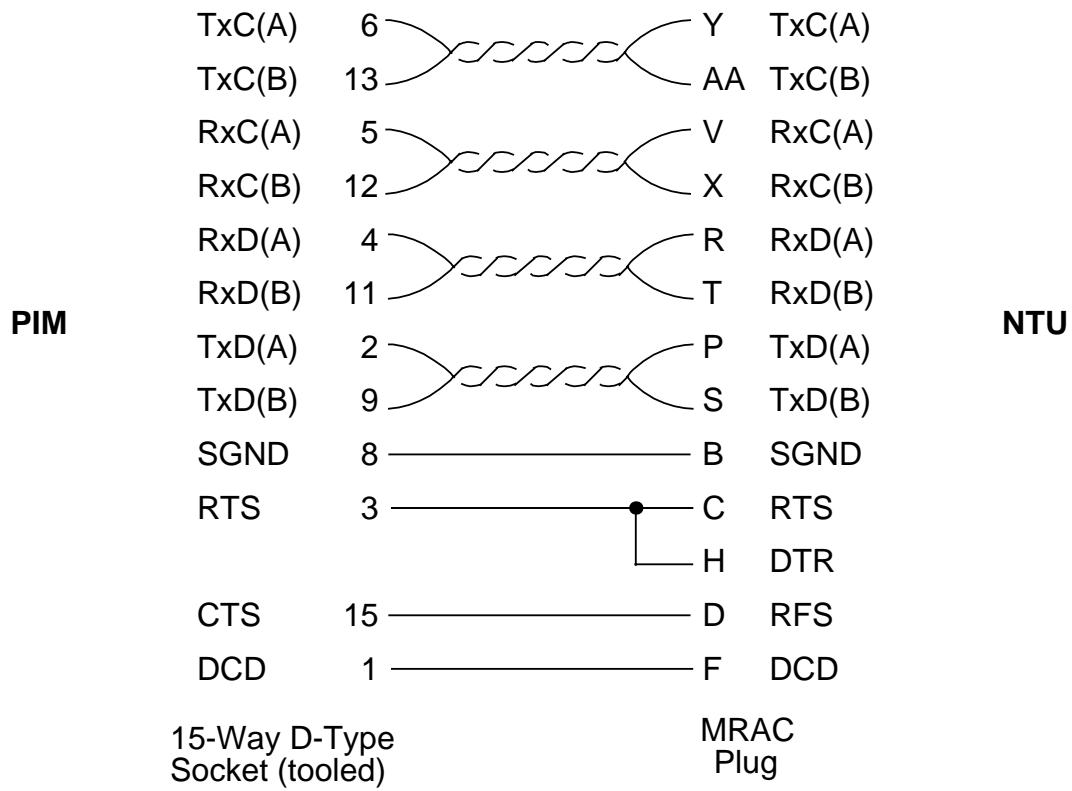 TxC(A) 6 Y TxC(A)
TxC(B) 13 AA TxC(B)
RxC(A) 5 V RxC(A)
RxC(B) 12 X RxC(B)
RxD(A) 4 R RxD(A)
RxD(B) 11 T RxD(B)
PIM NTU
TxD(A) 2 P TxD(A)
TxD(B) 9 S TxD(B)
SGND 8 B SGND
RTS 3 C RTS
H DTR
CTS 15 D RFS
DCD 1 F DCD
15-Way D-Type
Socket (tooled)
MRAC
Plug